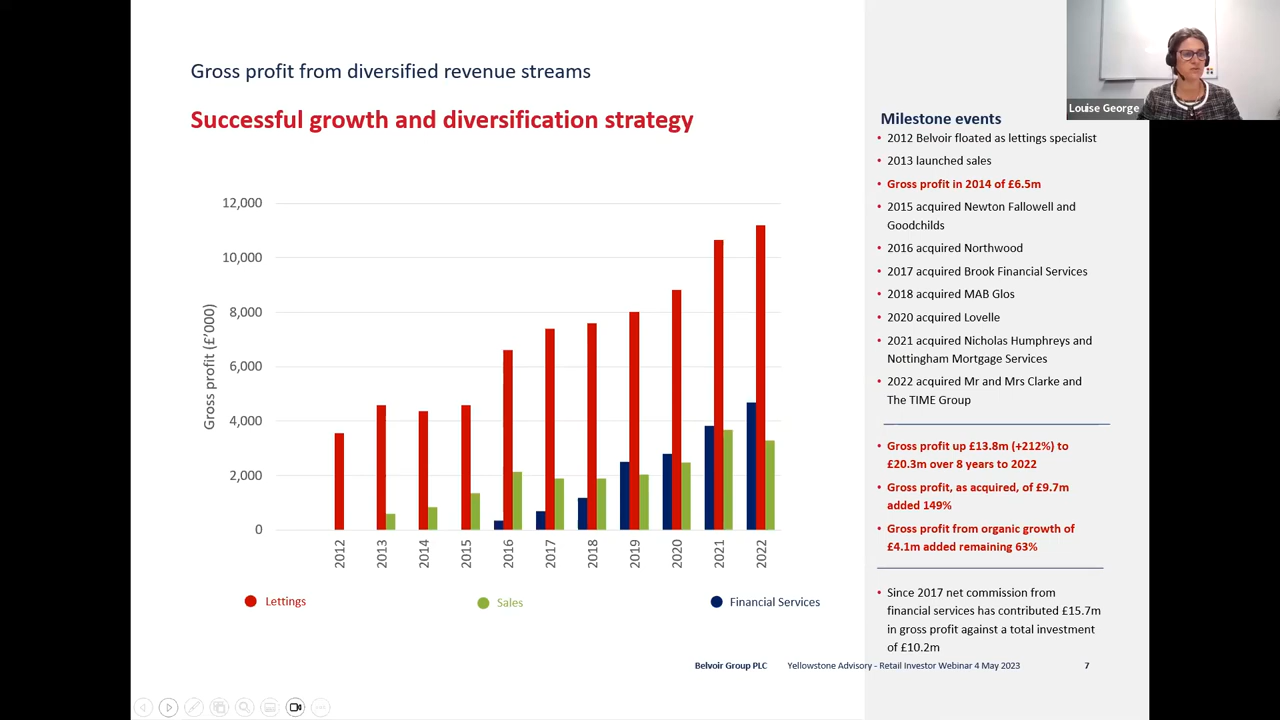 Gross profit from diversified revenue streams
Successful growth and diversification strategy
12,000
10,000
8,000
6,000
4,000
2,000
0
Gross profit (£'000)
2012
2013
2014
2015
2016
2017
2018
2019
2020
2021
2022
Lettings
Sales
Financial Services
Louise George
Milestone events
• 2012 Belvoir floated as lettings specialist
• 2013 launched sales
• Gross profit in 2014 of £6.5m
• 2015 acquired Newton Fallowell and
Goodchilds
• 2016 acquired Northwood
• 2017 acquired Brook Financial Services
• 2018 acquired MAB Glos
• 2020 acquired Lovelle
• 2021 acquired Nicholas Humphreys and
Nottingham Mortgage Services
• 2022 acquired Mr and Mrs Clarke and
The TIME Group
• Gross profit up £13.8m (+212%) to
£20.3m over 8 years to 2022
• Gross profit, as acquired, of £9.7m
added 149%
• Gross profit from organic growth of
£4.1m added remaining 63%
• Since 2017 net commission from
financial services has contributed £15.7m
in gross profit against a total investment
of £10.2m
Belvoir Group PLC Yellowstone Advisory - Retail Investor Webinar 4 May 2023 7